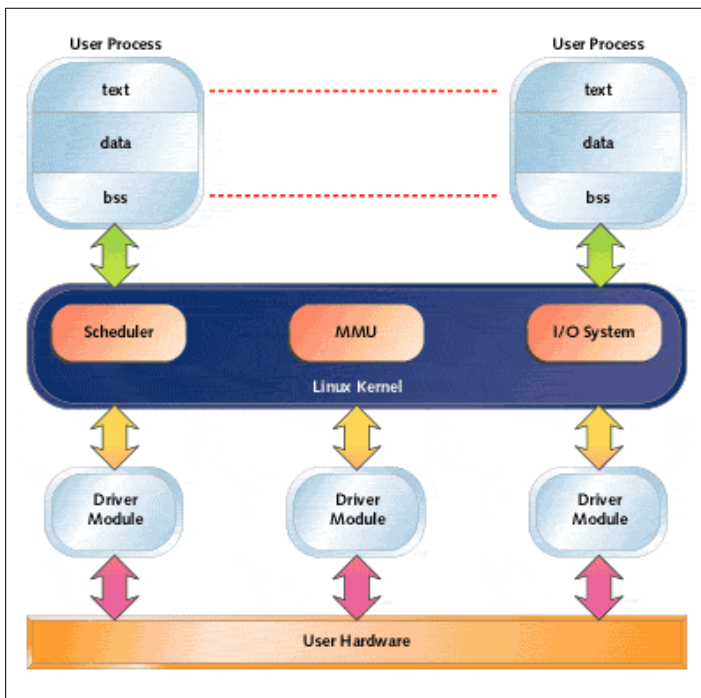 User Process
User Process
text
text
data
data
bss
bss
Scheduler
MMU
I/O System
Linux Kernel
Driver
Module
Driver
Module
Driver
Module
User Hardware